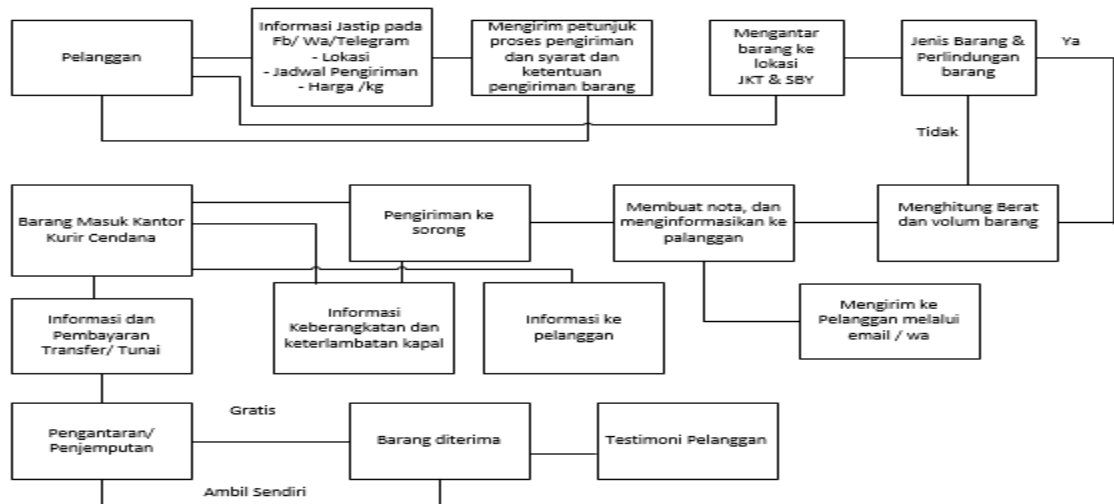 Pelanggan
Informasi Jastip pada
Fb/ Wa/Telegram
- Lokasi
- Jadwal Pengiriman
- Harga /kg
Mengirim petunjuk
proses pengiriman
dan syarat dan
ketentuan
pengiriman barang
Mengantar
barang ke
lokasi
JKT & SBY
Jenis Barang &
Perlindungan
barang
Ya
Tidak
Barang Masuk Kantor
Kurir Cendana
Pengiriman ke
sorong
Membuat nota, dan
menginformasikan ke
palanggan
Menghitung Berat
dan volum barang
Informasi dan
Pembayaran
Transfer/ Tunai
Informasi
Keberangkatan dan
keterlambatan kapal
Informasi ke
pelanggan
Mengirim ke
Pelanggan melalui
email / wa
Pengantaran/
Penjemputan
Gratis
Ambil Sendiri
Barang diterima
Testimoni Pelanggan